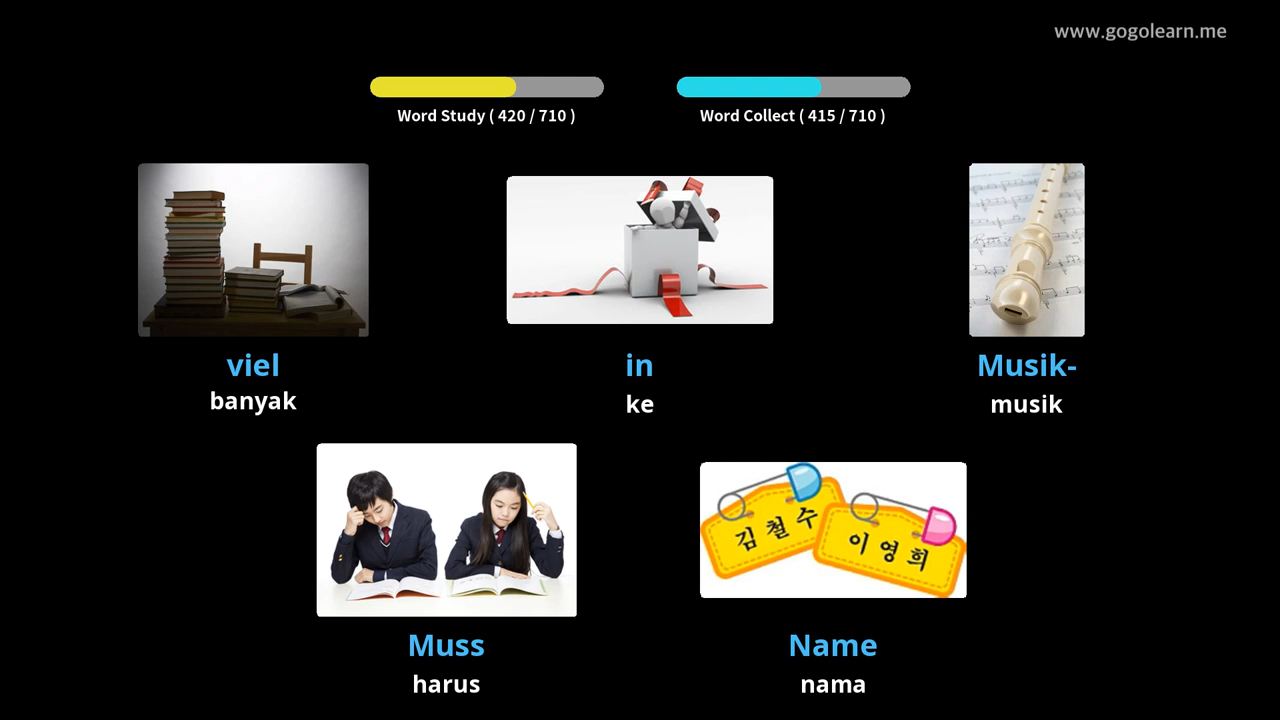 www.gogolearn.me
Word Study ( 420 / 710 )
Word Collect ( 415 / 710 )
viel
banyak
in
ke
Musik-
musik
김철수
이영희
Muss
harus
Name
nama